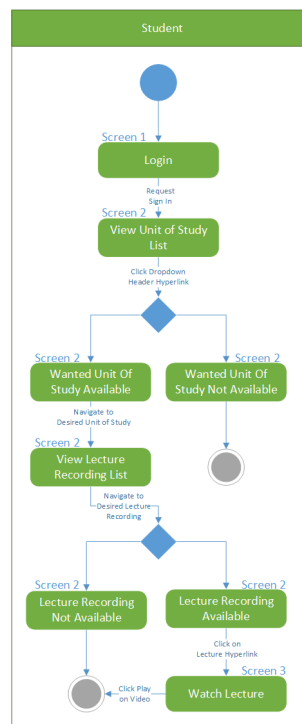 Student
Screen 1
Login
Request
Sign In
Screen 2
View Unit of Study
List
Click Dropdown
Header Hyperlink
Screen 2
Wanted Unit Of
Study Available
Screen 2
Wanted Unit Of
Study Not Available
Navigate to
Desired Unit of Study
Screen 2
View Lecture
Recording List
Navigate to
Desired Lecture
Recording
Screen 2
Lecture Recording
Not Available
Screen 2
Lecture Recording
Available
Click on
Lecture Hyperlink
Screen 3
Watch Lecture
Click Play
on Video